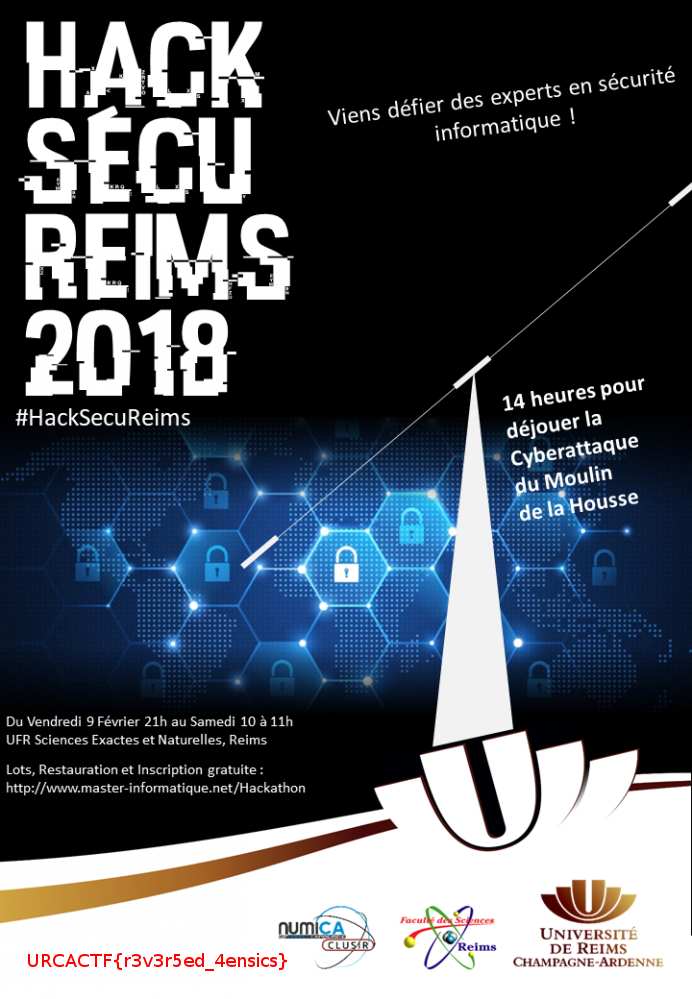 HACK
SÉCU
REIMS
2018
#HackSecuReims
Viens défier des experts en sécurité
informatique !
14 heures pour
déjouer la
Cyberattaque
du Moulin
de la Housse
Du Vendredi 9 Février 21h au Samedi 10 à 11h
UFR Sciences Exactes et Naturelles, Reims
Lots, Restauration et Inscription gratuite :
http://www.master-informatique.net/Hackathon
U
URCACTF{r3v3r5ed_4ensics}
numICA
CLUSIR
Faculté des Sciences
Reims
UNIVERSITÉ
DE REIMS
CHAMPAGNE-ARDENNE